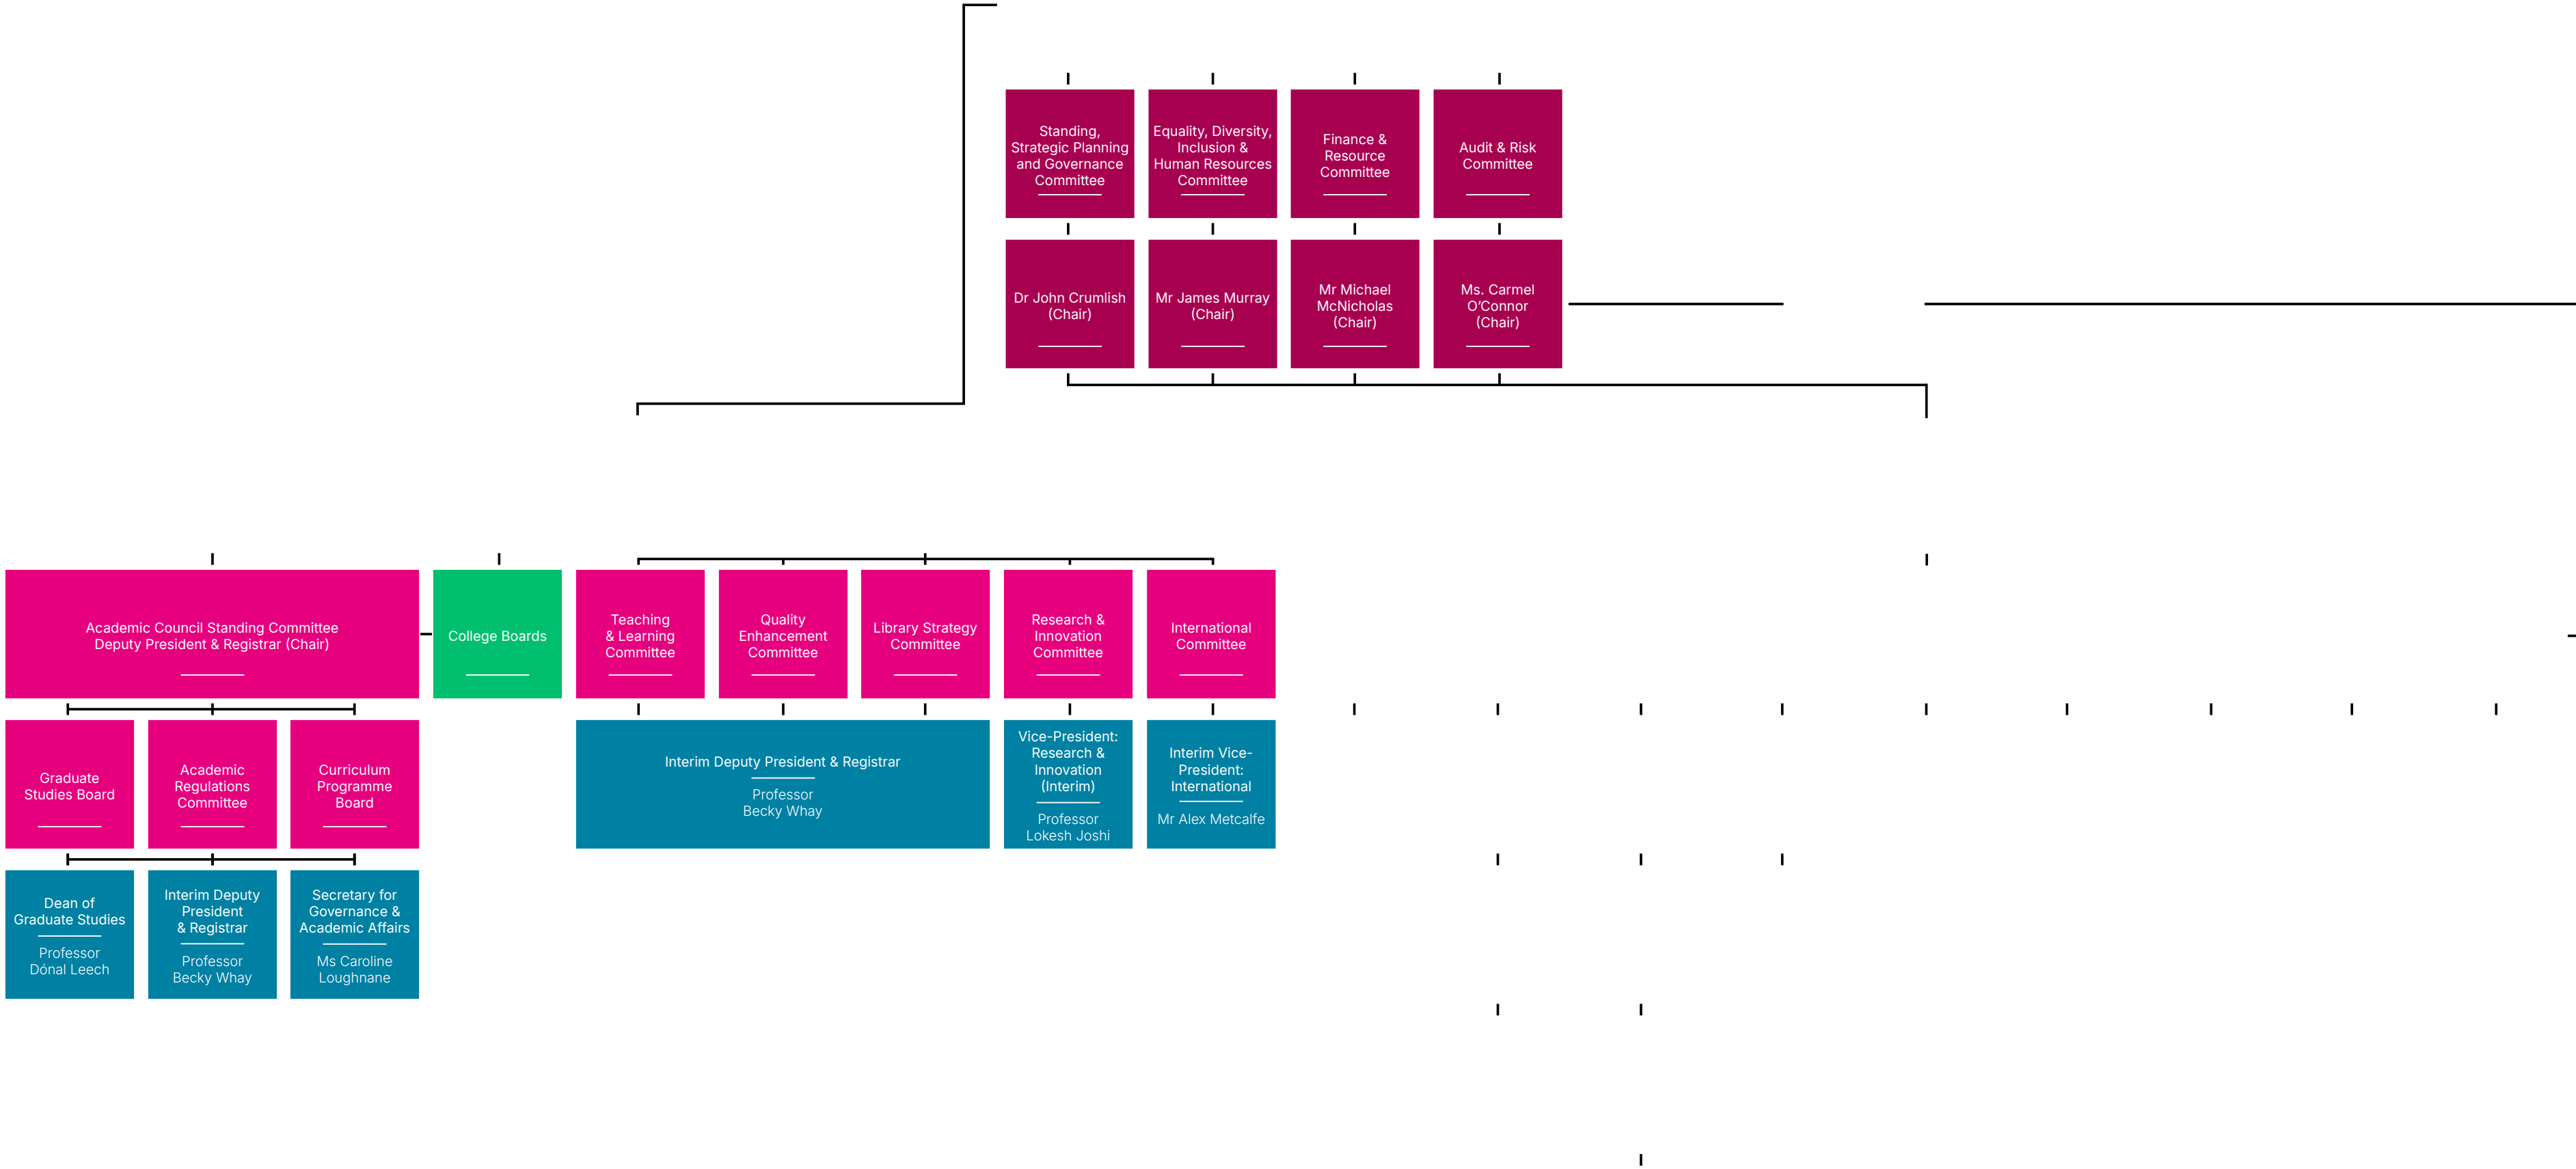 Standing,
Strategic Planning
and Governance
Committee
Equality, Diversity,
Inclusion &
Human Resources
Committee
Finance &
Resource
Committee
Audit & Risk
Committee
Dr John Crumlish
(Chair)
Mr James Murray
(Chair)
Mr Michael
McNicholas
(Chair)
Ms. Carmel
O’Connor
(Chair)
Academic Council Standing Committee
Deputy President & Registrar (Chair)
College Boards
Teaching
& Learning
Committee
Quality
Enhancement
Committee
Library Strategy
Committee
Research &
Innovation
Committee
International
Committee
Graduate
Studies Board
Academic
Regulations
Committee
Curriculum
Programme
Board
Interim Deputy President & Registrar
Professor
Becky Whay
Vice-President:
Research &
Innovation
(Interim)
Professor
Lokesh Joshi
Interim Vice-
President:
International
Mr Alex Metcalfe
Dean of
Graduate Studies
Professor
Dónal Leech
Interim Deputy
President
& Registrar
Professor
Becky Whay
Secretary for
Governance &
Academic Affairs
Ms Caroline
Loughnane